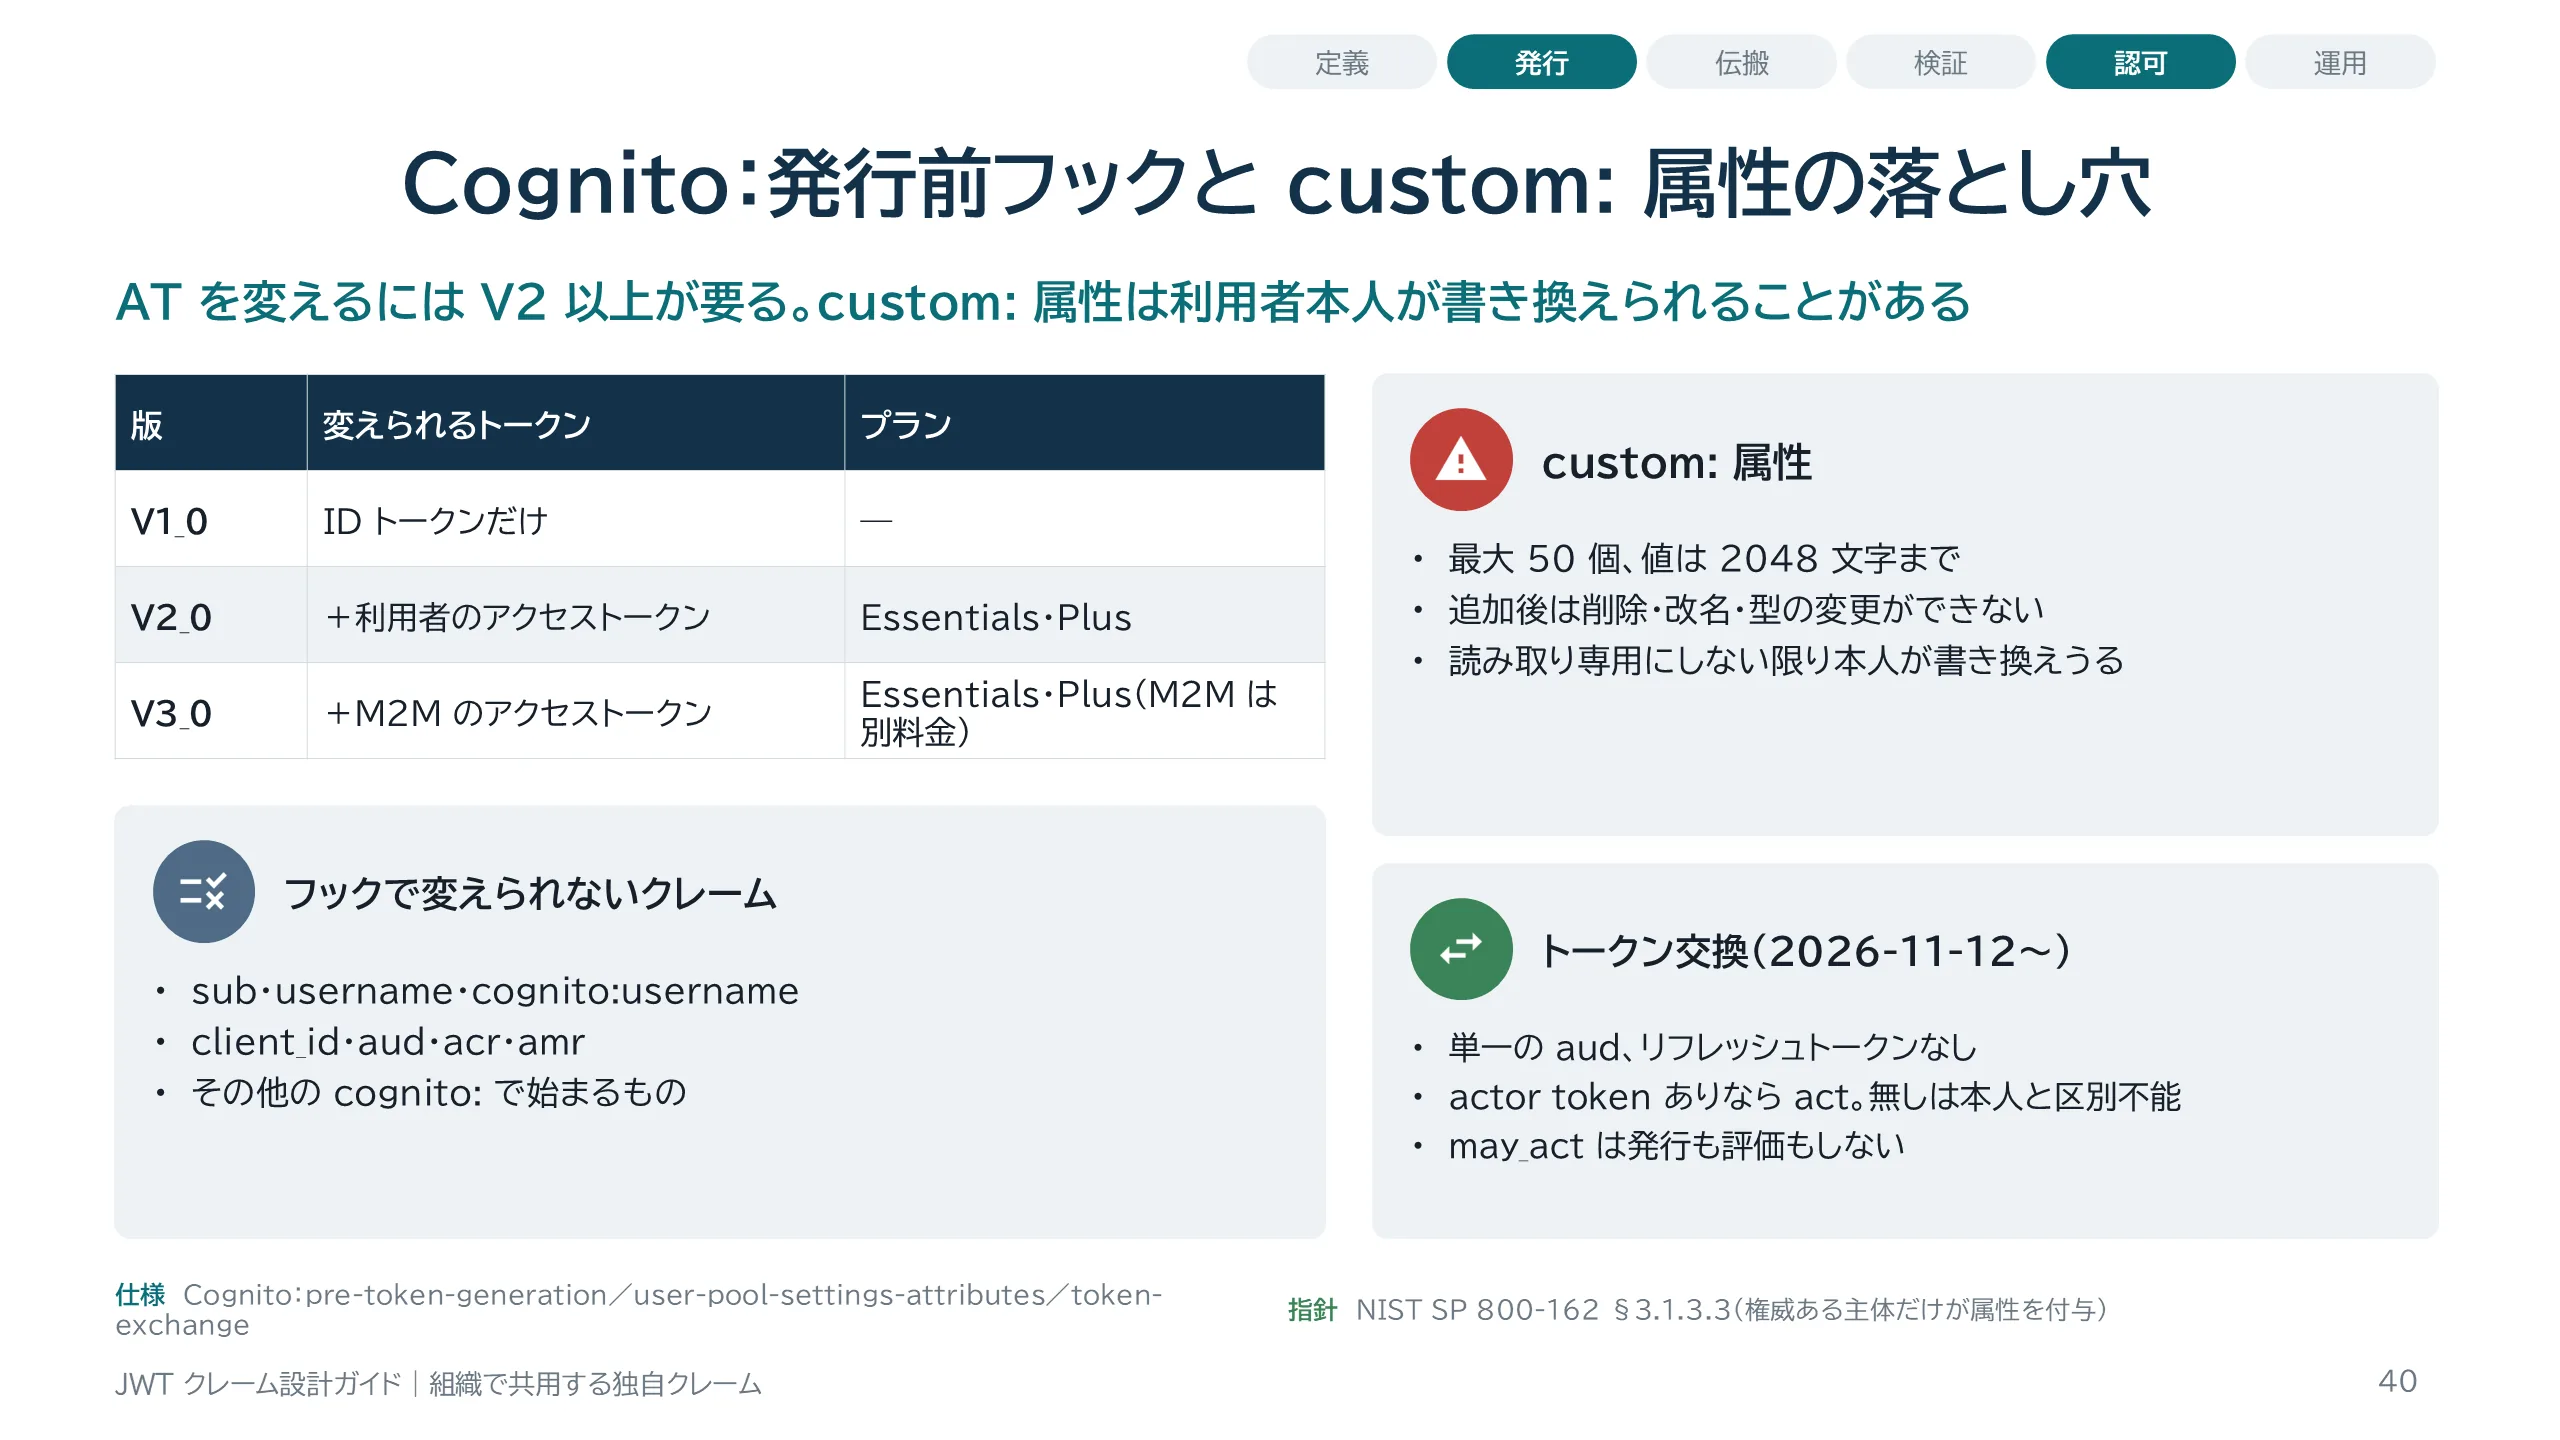 定義
発行
伝搬
検証
認可
運用
Cognito：発行前フックと custom: 属性の落とし穴
AT を変えるには V2 以上が要る。custom: 属性は利用者本人が書き換えられることがある
版
変えられるトークン
プラン
V1_0
ID トークンだけ
—
V2_0
＋利用者のアクセストークン
Essentials・Plus
V3_0
＋M2M のアクセストークン
Essentials・Plus（M2M は
別料金）
フックで変えられないクレーム
• sub・username・cognito:username
• client_id・aud・acr・amr
• その他の cognito: で始まるもの
custom: 属性
• 最大 50 個、値は 2048 文字まで
• 追加後は削除・改名・型の変更ができない
• 読み取り専用にしない限り本人が書き換えうる
トークン交換（2026-11-12〜）
• 単一の aud、リフレッシュトークンなし
• actor token ありなら act。無しは本人と区別不能
• may_act は発行も評価もしない
仕様 Cognito：pre-token-generation／user-pool-settings-attributes／token-
exchange
指針 NIST SP 800-162 §3.1.3.3（権威ある主体だけが属性を付与）
JWT クレーム設計ガイド｜組織で共用する独自クレーム
40